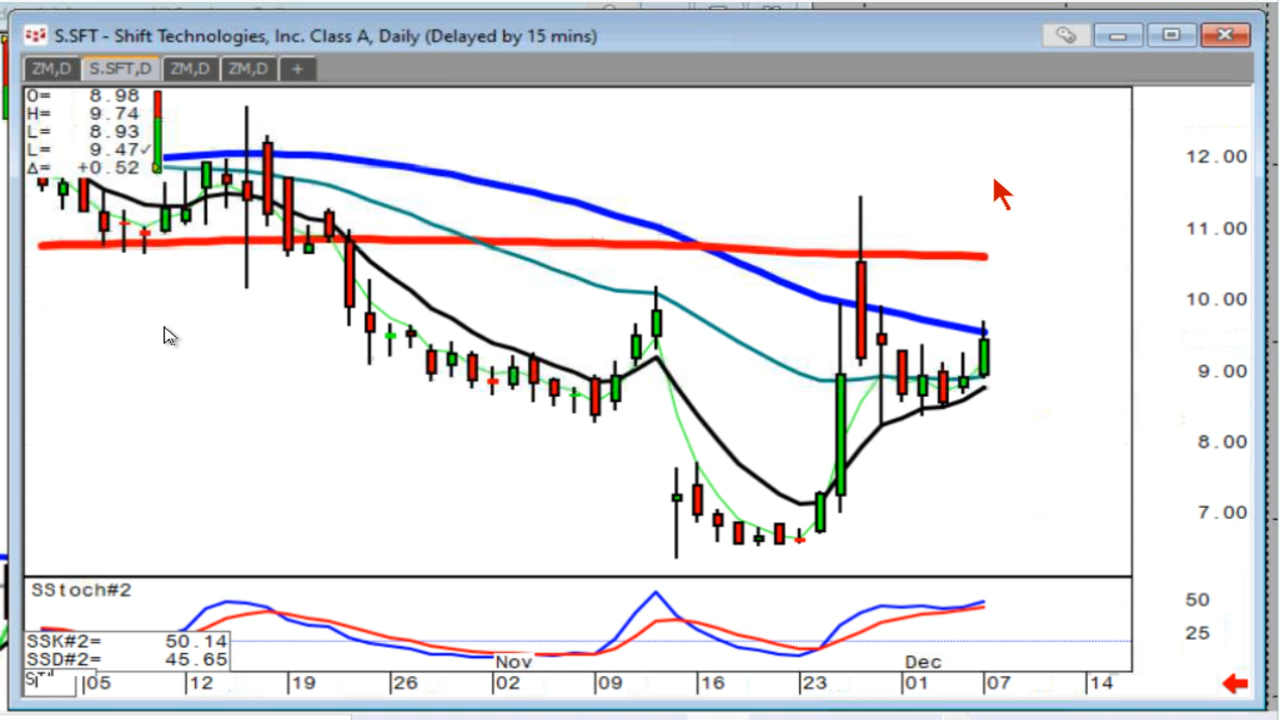 S.SFT - Shift Technologies, Inc. Class A, Daily (Delayed by 15 mins)
ZM,D S.SFT,D ZM,D ZM,D +
O= 8.98
H= 9.74
L= 8.93
L= 9.47✓
Δ= +0.52
12.00
11.00
10.00
9.00
8.00
7.00
SStoch#2
50
25
SSK#2= 50.14
SSD#2= 45.65
Nov Dec
05 12 19 26 02 09 16 23 01 07 14